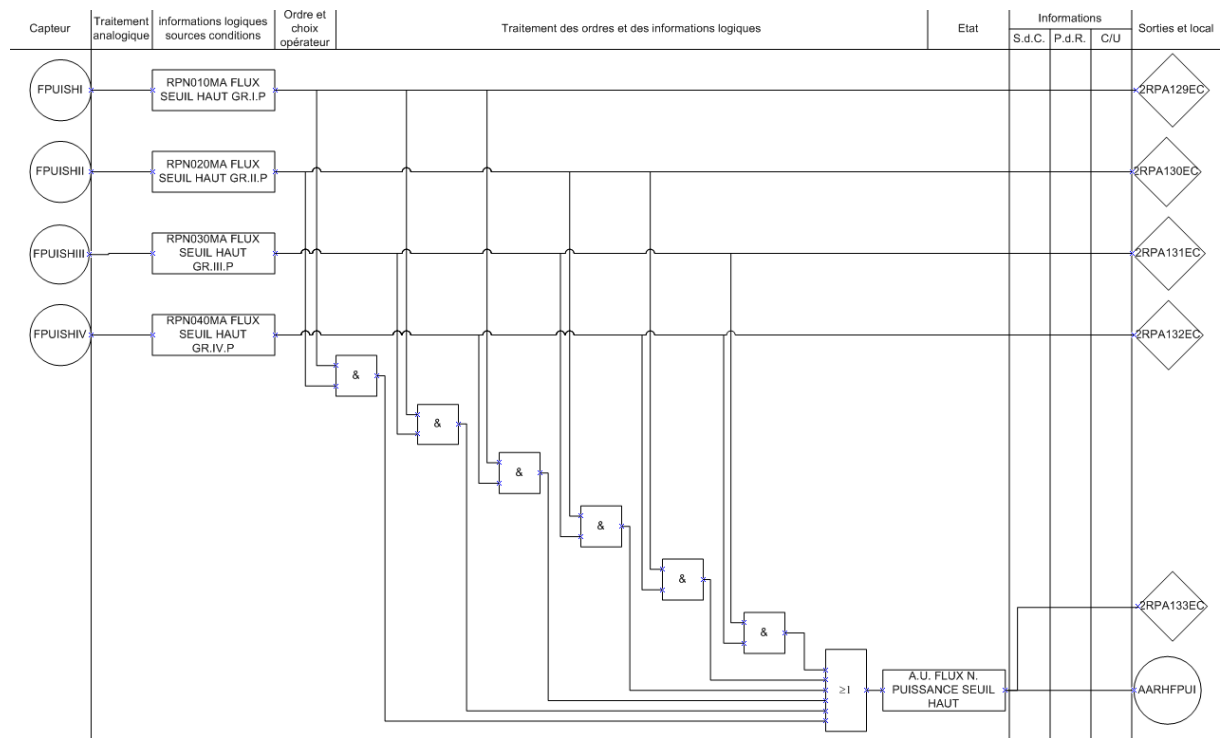 Capteur
Traitement
analogique
informations logiques
sources conditions
Ordre et
choix
opérateur
Traitement des ordres et des informations logiques
Etat
Informations
S.d.C.
P.d.R.
C/U
Sorties et local
FPUISHI
RPN010MA FLUX
SEUIL HAUT GR.I.P
2RPA129EC
FPUISHII
RPN020MA FLUX
SEUIL HAUT GR.II.P
2RPA130EC
FPUISHIII
RPN030MA FLUX
SEUIL HAUT
GR.III.P
2RPA131EC
FPUISHIV
RPN040MA FLUX
SEUIL HAUT
GR.IV.P
2RPA132EC
&
&
&
&
&
&
2RPA133EC
≥I
A.U. FLUX N.
PUISSANCE SEUIL
HAUT
AARHFPUI